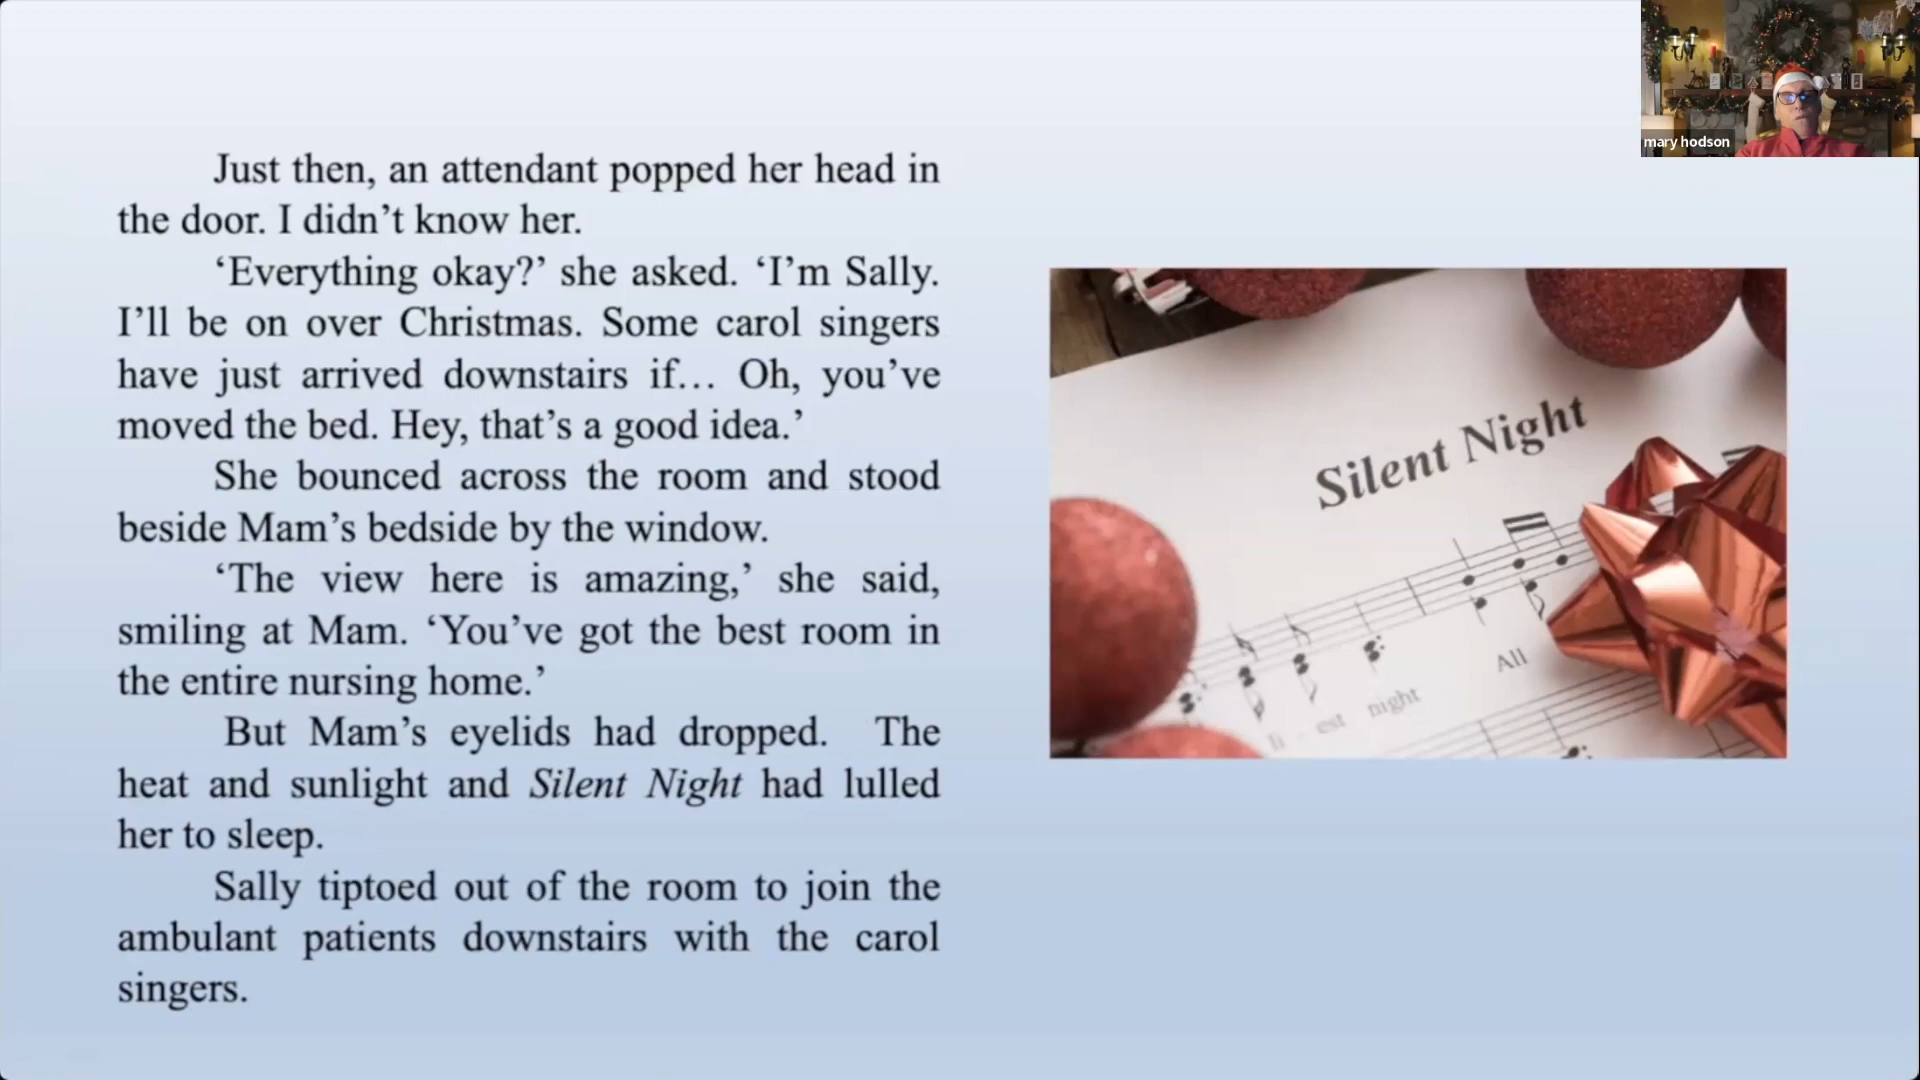 mary hodson
Just then, an attendant popped her head in
the door. I didn’t know her.
‘Everything okay?’ she asked. ‘I’m Sally.
I’ll be on over Christmas. Some carol singers
have just arrived downstairs if… Oh, you’ve
moved the bed. Hey, that’s a good idea.’
She bounced across the room and stood
beside Mam’s bedside by the window.
‘The view here is amazing,’ she said,
smiling at Mam. ‘You’ve got the best room in
the entire nursing home.’
But Mam’s eyelids had dropped. The
heat and sunlight and Silent Night had lulled
her to sleep.
Sally tiptoed out of the room to join the
ambulant patients downstairs with the carol
singers.
Silent Night
All
li - est night